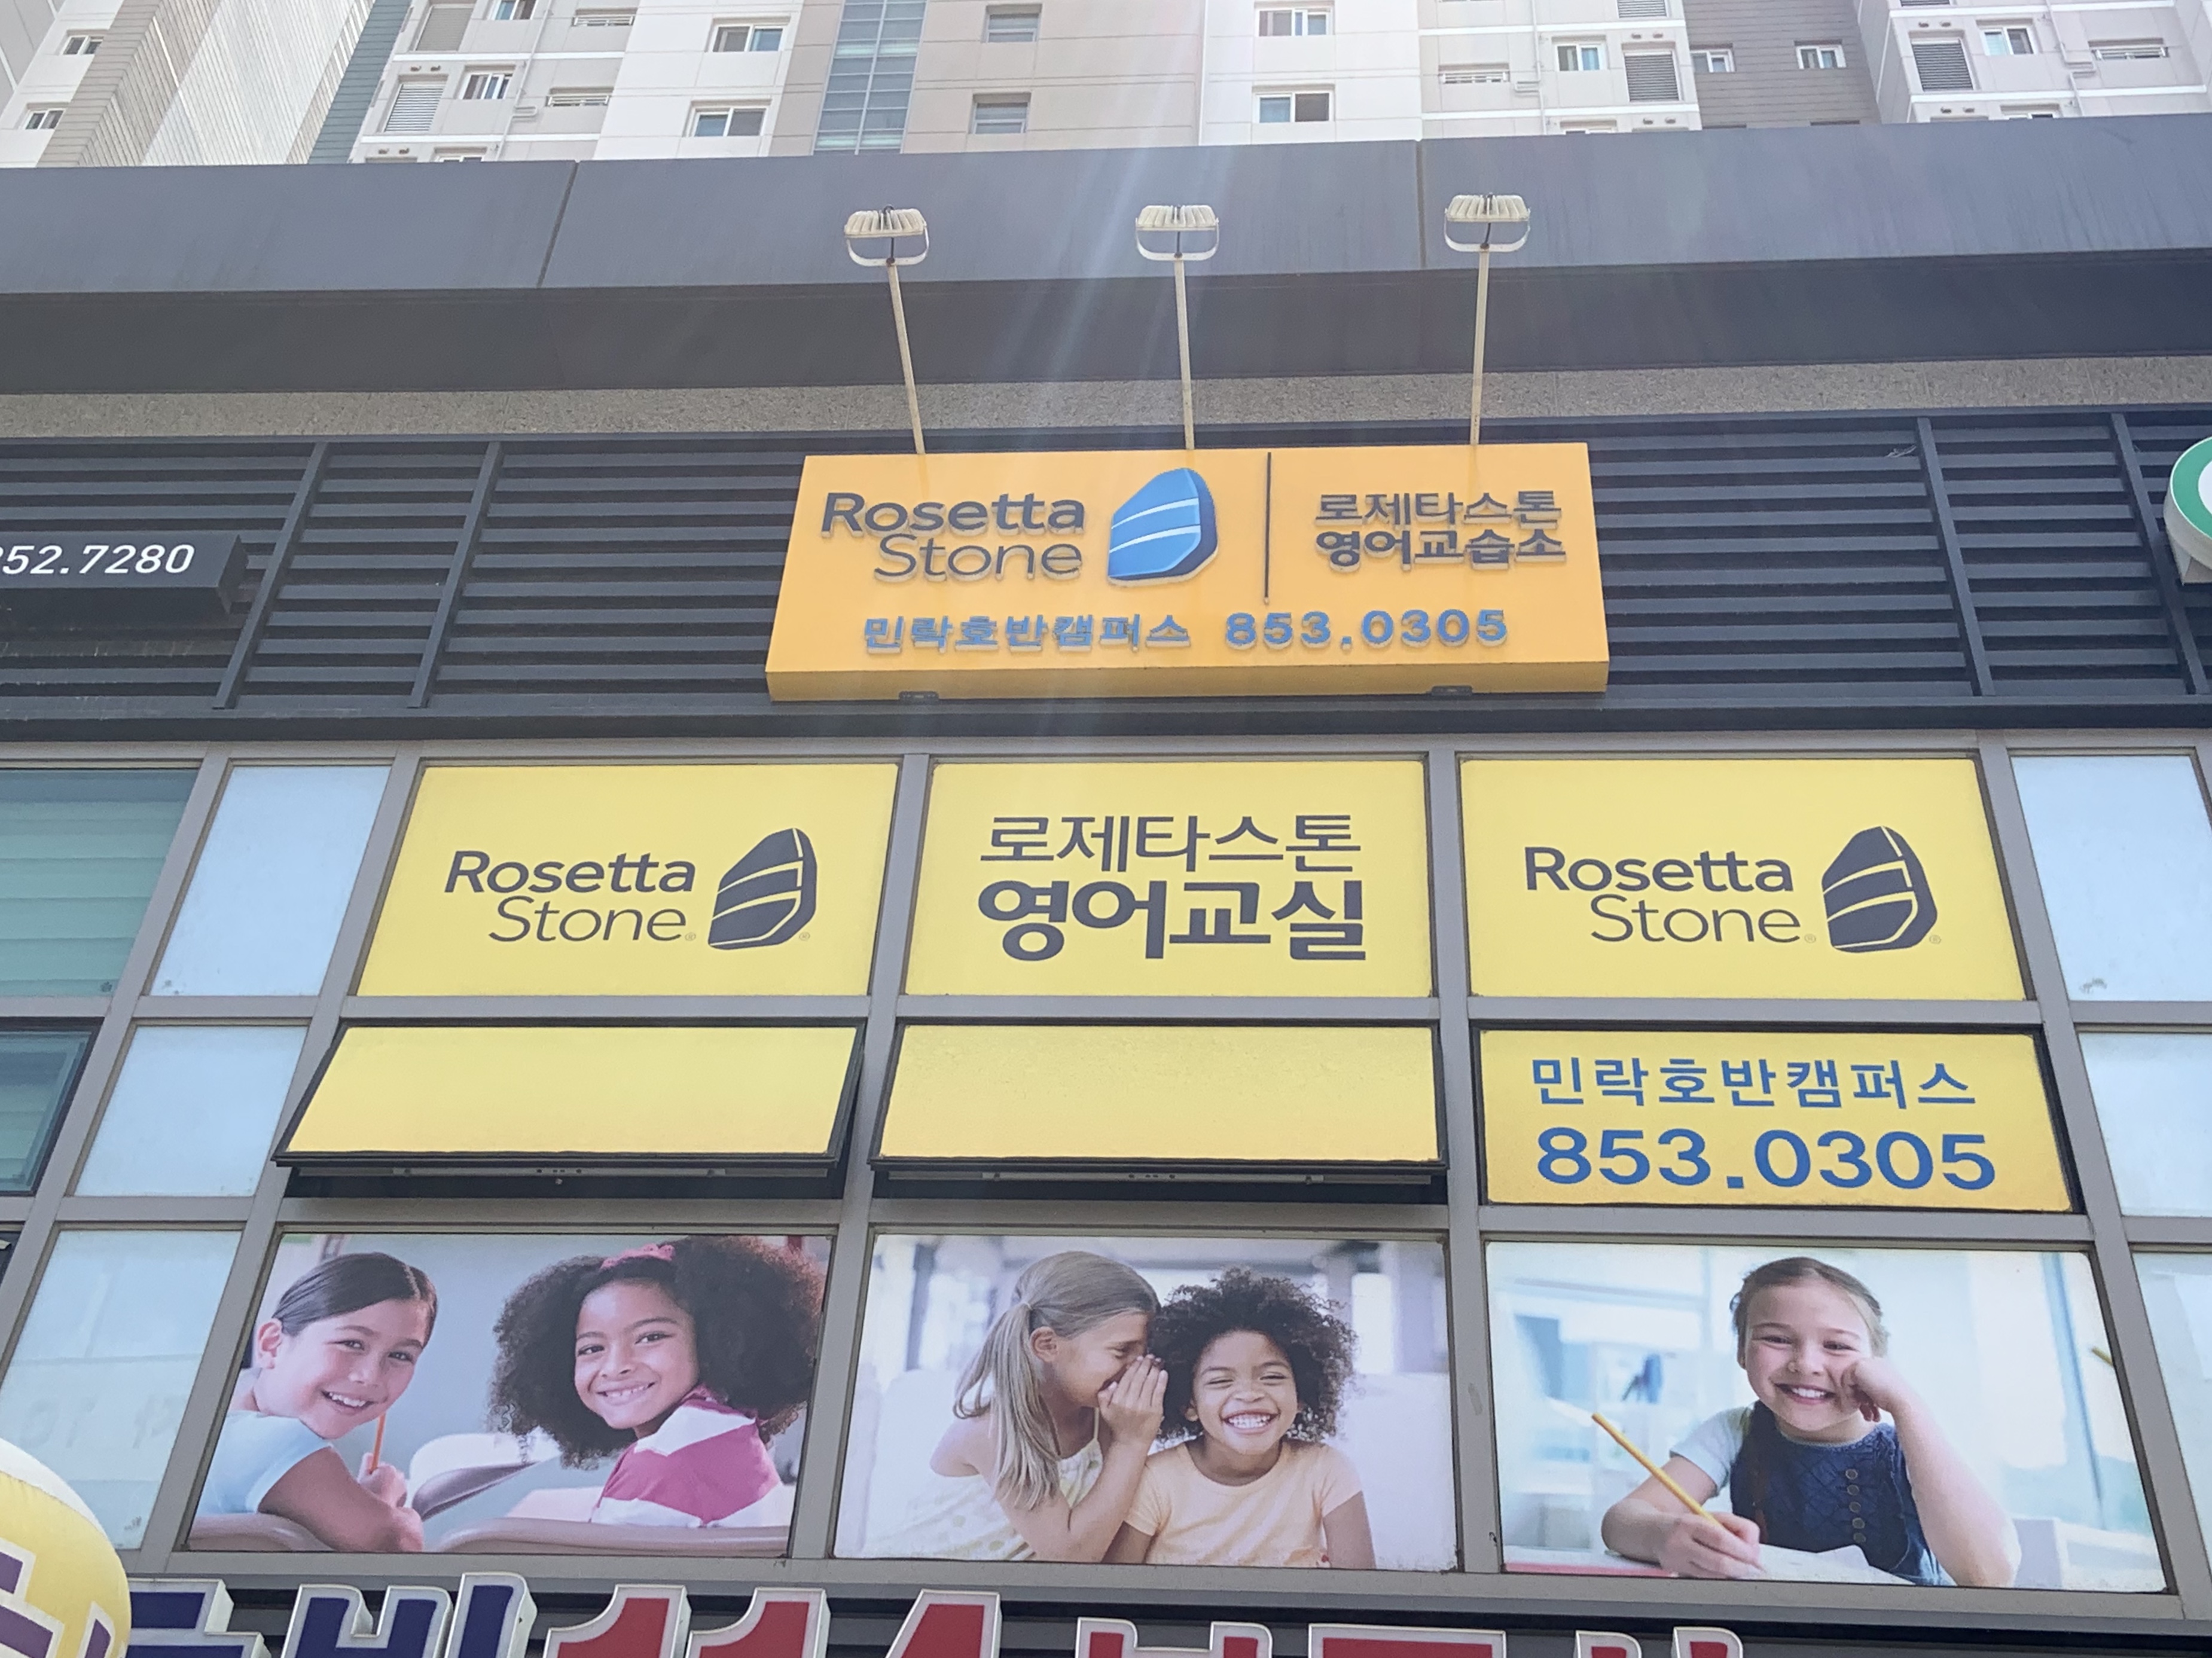 52.7280
Rosetta
Stone
로제타스톤
영어교습소
민락호반캠퍼스 853.0305
Rosetta
Stone®
로제타스톤
영어교실
Rosetta
Stone®
민락호반캠퍼스
853.0305
114